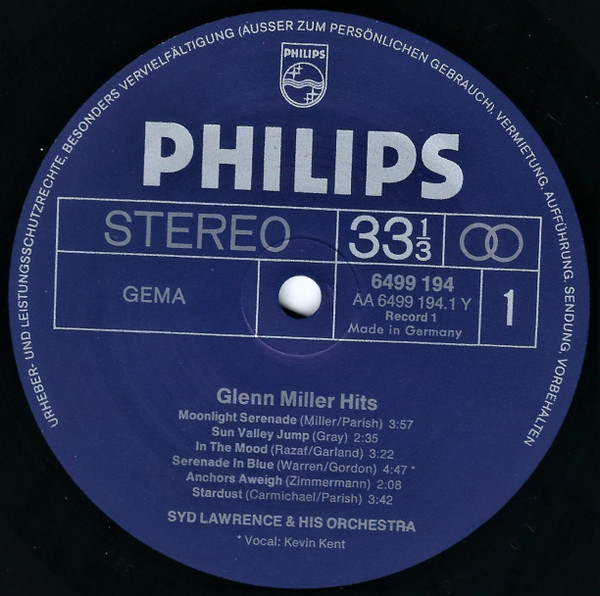 URHEBER- UND LEISTUNGSSCHUTZRECHTE, BESONDERS VERVIELFÄLTIGUNG (AUSSER ZUM PERSÖNLICHEN GEBRAUCH), VERMIETUNG, AUFFÜHRUNG, SENDUNG, VORBEHALTEN
PHILIPS
PHILIPS
STEREO 33 1/3
GEMA
6499 194
AA 6499 194.1 Y
Record 1
Made in Germany
1
Glenn Miller Hits
Moonlight Serenade (Miller/Parish) 3:57
Sun Valley Jump (Gray) 2:35
In The Mood (Razaf/Garland) 3:22
Serenade In Blue (Warren/Gordon) 4:47 *
Anchors Aweigh (Zimmermann) 2:08
Stardust (Carmichael/Parish) 3:42
SYD LAWRENCE & HIS ORCHESTRA
* Vocal: Kevin Kent